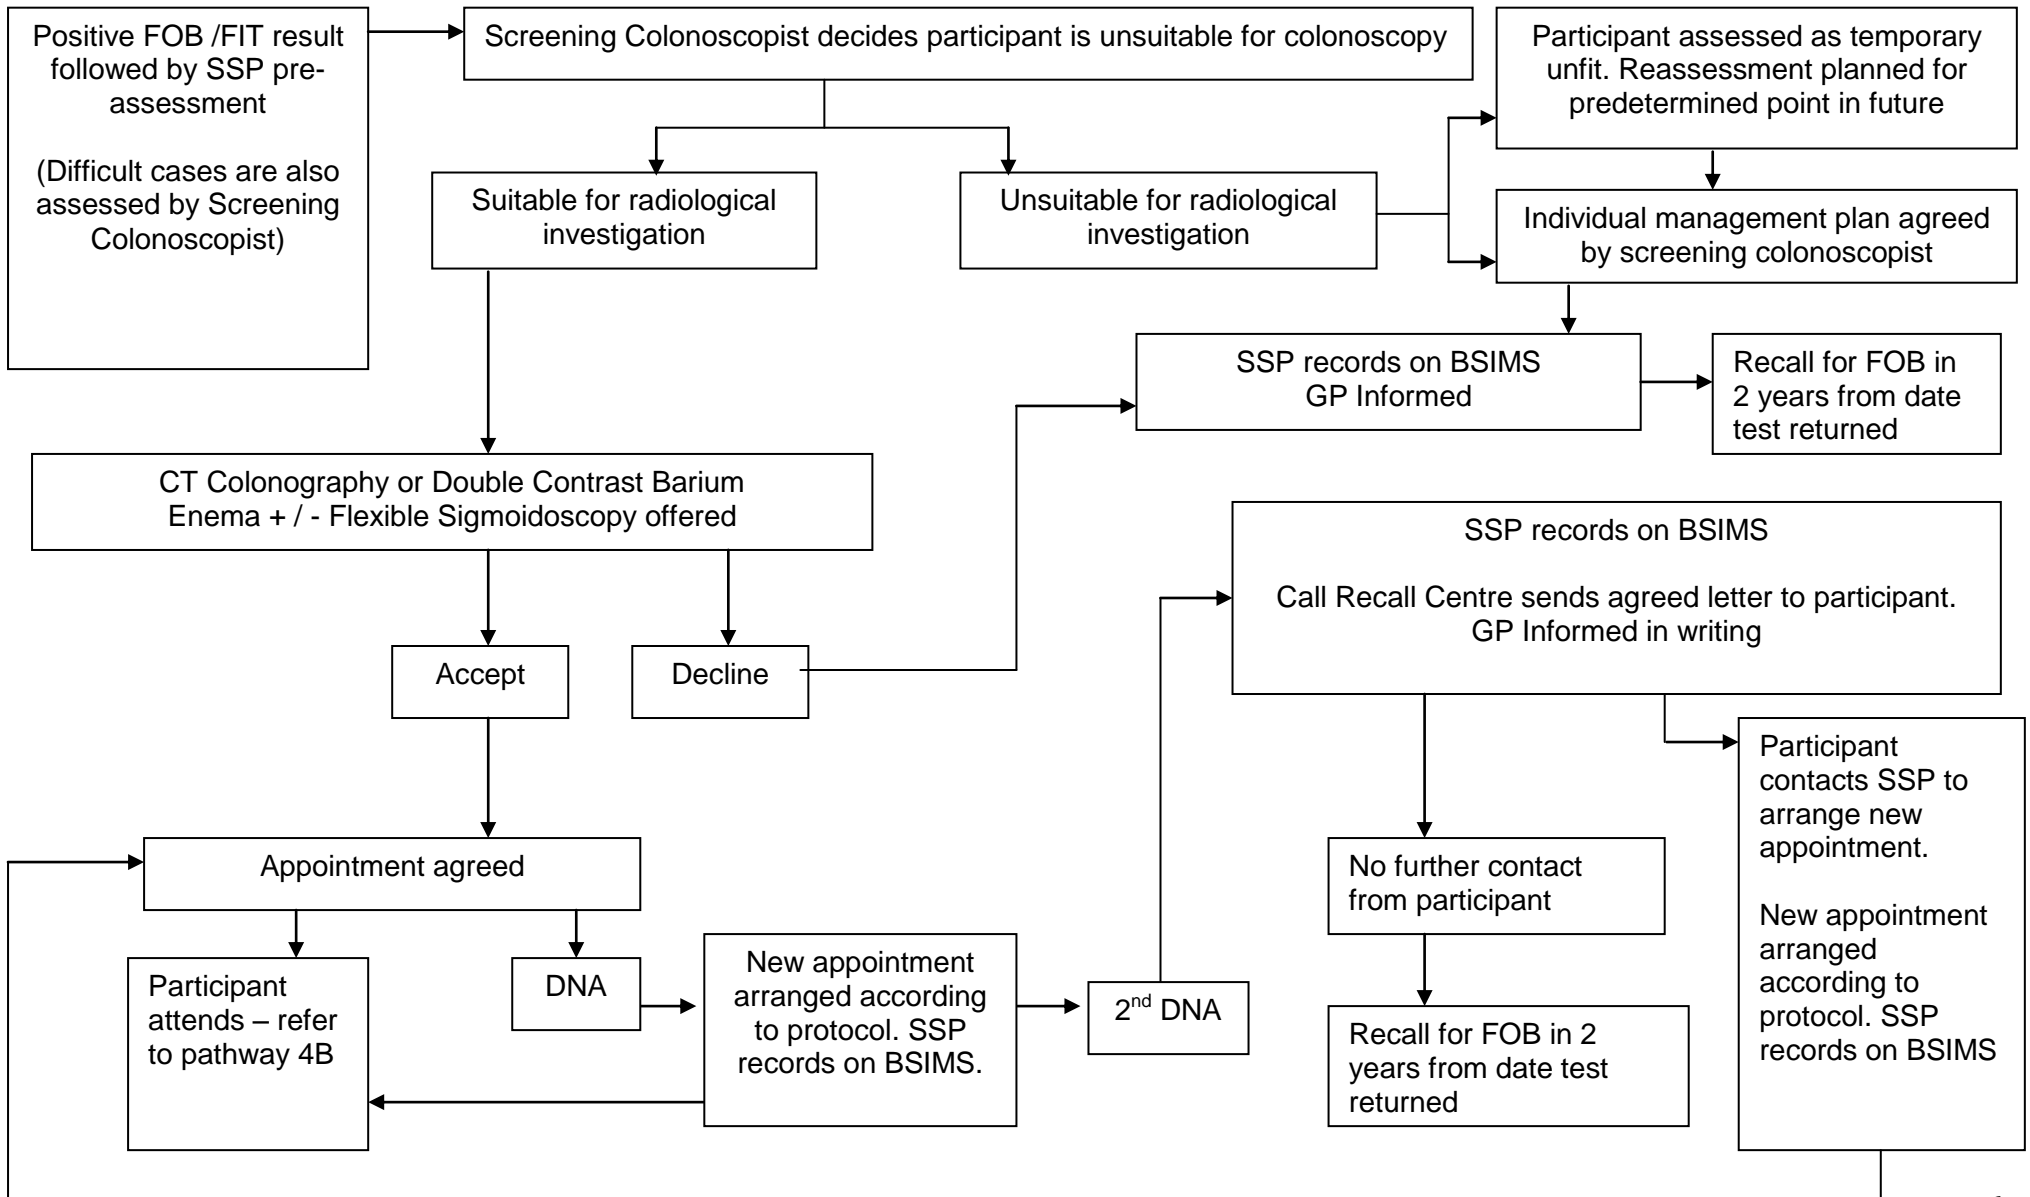 Positive FOB /FIT result
followed by SSP pre-
assessment
(Difficult cases are also
assessed by Screening
Colonoscopist)
Screening Colonoscopist decides participant is unsuitable for colonoscopy
Participant assessed as temporary
unfit. Reassessment planned for
predetermined point in future
Suitable for radiological
investigation
Unsuitable for radiological
investigation
Individual management plan agreed
by screening colonoscopist
SSP records on BSIMS
GP Informed
Recall for FOB in
2 years from date
test returned
CT Colonography or Double Contrast Barium
Enema + / - Flexible Sigmoidoscopy offered
SSP records on BSIMS
Call Recall Centre sends agreed letter to participant.
GP Informed in writing
Accept
Decline
Participant
contacts SSP to
arrange new
appointment.
New appointment
arranged
according to
protocol. SSP
records on BSIMS
Appointment agreed
No further contact
from participant
Participant
attends – refer
to pathway 4B
DNA
New appointment
arranged according
to protocol. SSP
records on BSIMS.
2nd DNA
Recall for FOB in 2
years from date test
returned